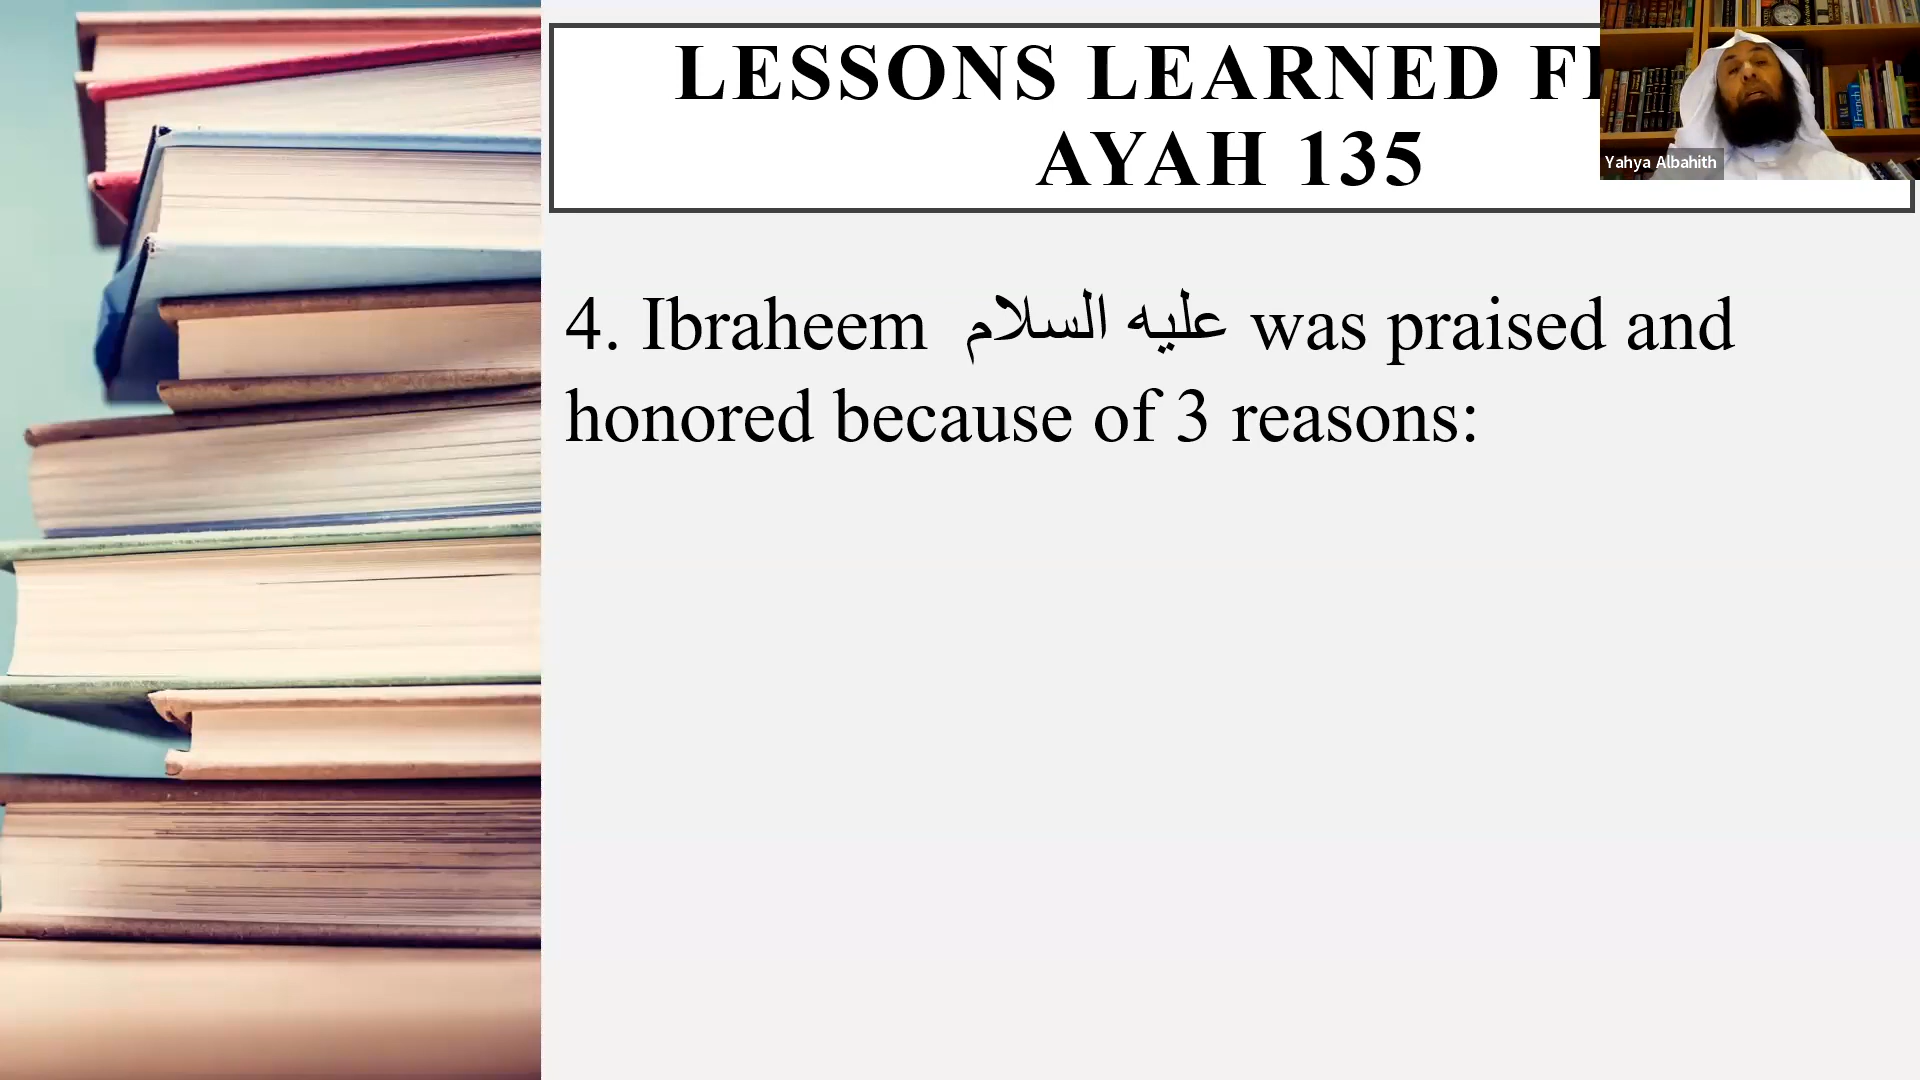 LESSONS LEARNED
AYAH 135
Yahya Albahith
4. Ibraheem عليه السلام was praised and
honored because of 3 reasons: